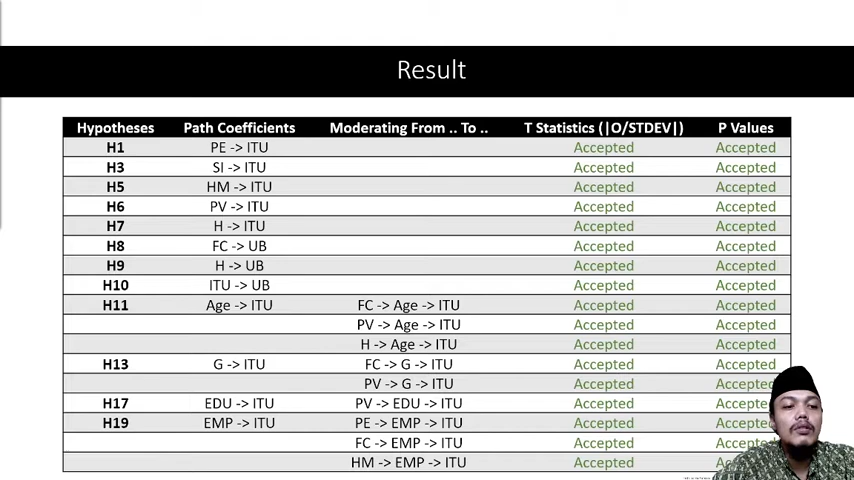 Result
Hypotheses Path Coefficients Moderating From .. To .. T Statistics (|O/STDEV|) P Values
H1 PE -> ITU Accepted Accepted
H3 SI -> ITU Accepted Accepted
H5 HM -> ITU Accepted Accepted
H6 PV -> ITU Accepted Accepted
H7 H -> ITU Accepted Accepted
H8 FC -> UB Accepted Accepted
H9 H -> UB Accepted Accepted
H10 ITU -> UB Accepted Accepted
H11 Age -> ITU FC -> Age -> ITU Accepted Accepted
PV -> Age -> ITU Accepted Accepted
H -> Age -> ITU Accepted Accepted
H13 G -> ITU FC -> G -> ITU Accepted Accepted
PV -> G -> ITU Accepted Accepted
H17 EDU -> ITU PV -> EDU -> ITU Accepted Accepted
H19 EMP -> ITU PE -> EMP -> ITU Accepted Accepted
FC -> EMP -> ITU Accepted Accepted
HM -> EMP -> ITU Accepted